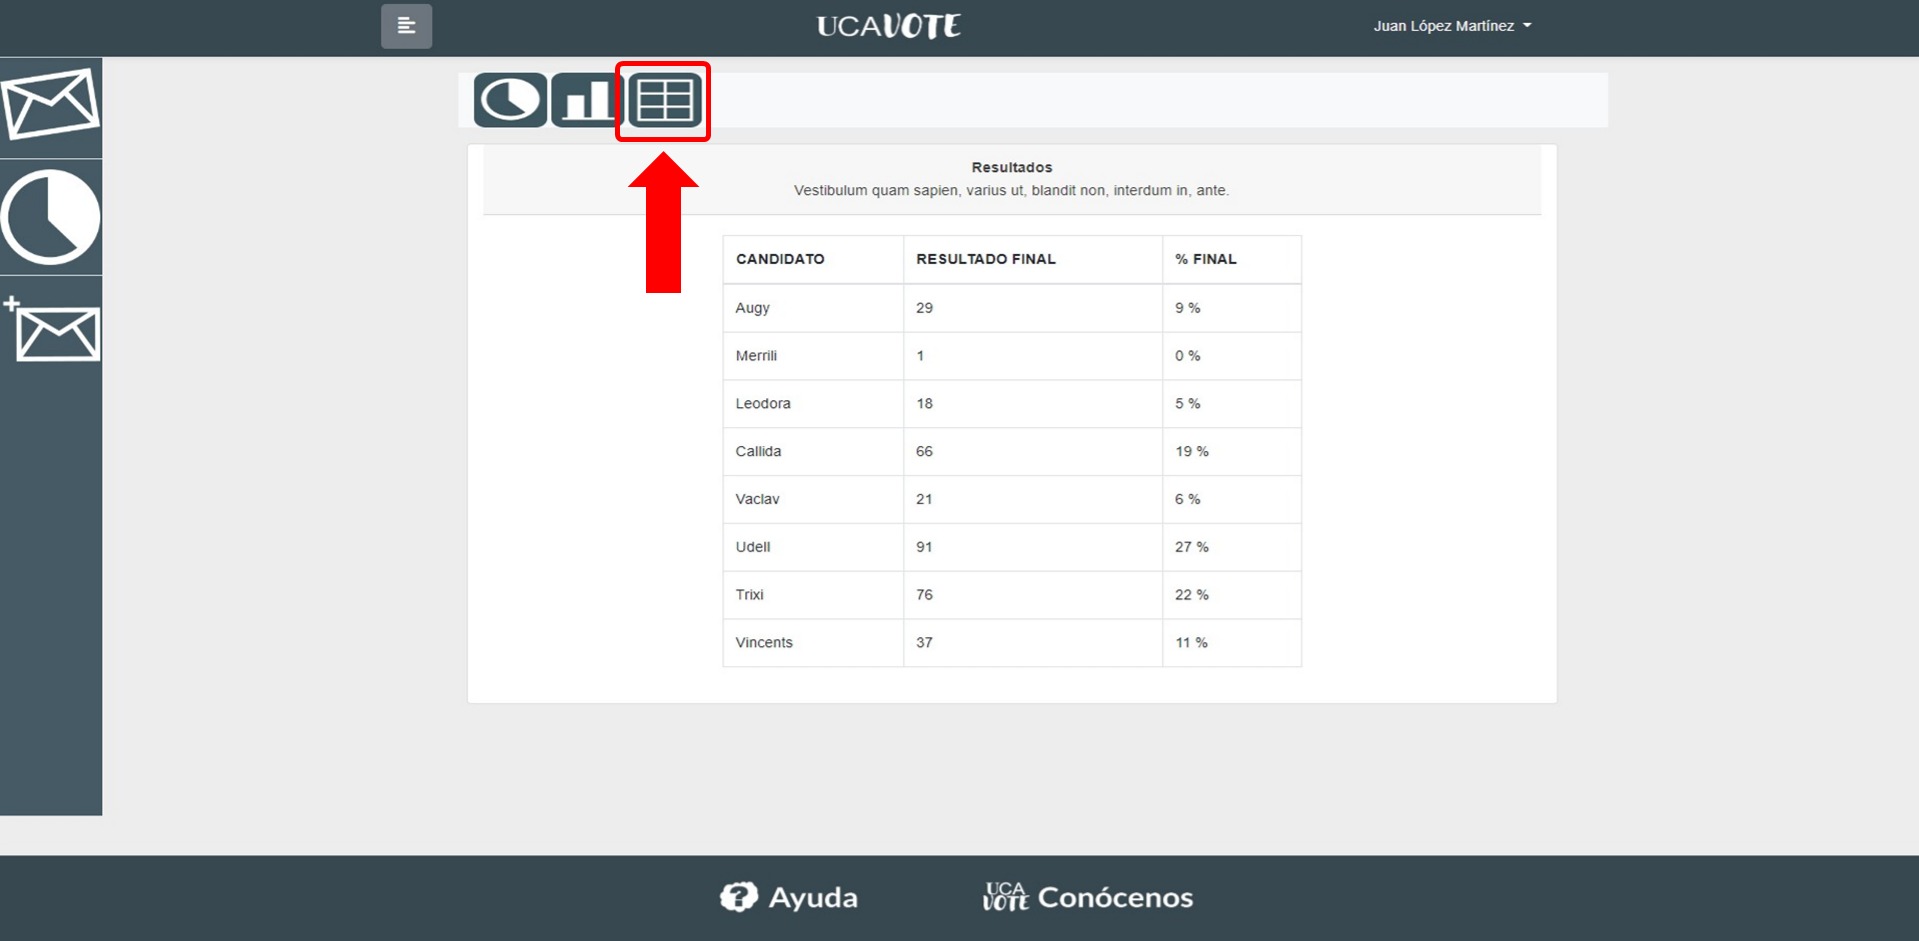 UCAVOTE
Juan López Martínez
Resultados
Vestibulum quam sapien, varius ut, blandit non, interdum in, ante.
CANDIDATO RESULTADO FINAL % FINAL
Augy 29 9 %
Merrili 1 0 %
Leodora 18 5 %
Callida 66 19 %
Vaclav 21 6 %
Udell 91 27 %
Trixi 76 22 %
Vincents 37 11 %
? Ayuda
UCA
VOTE Conócenos